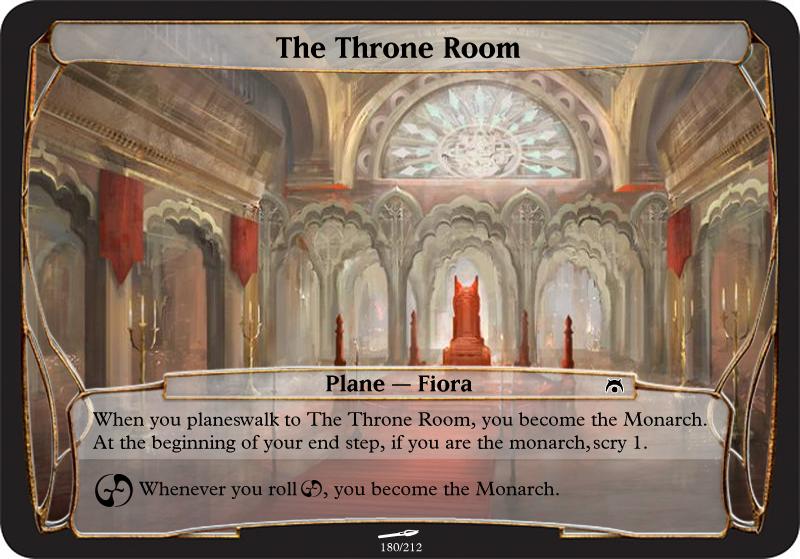 The Throne Room
Plane — Fiora
When you planeswalk to The Throne Room, you become the Monarch.
At the beginning of your end step, if you are the monarch,scry 1.
Whenever you roll , you become the Monarch.
180/212